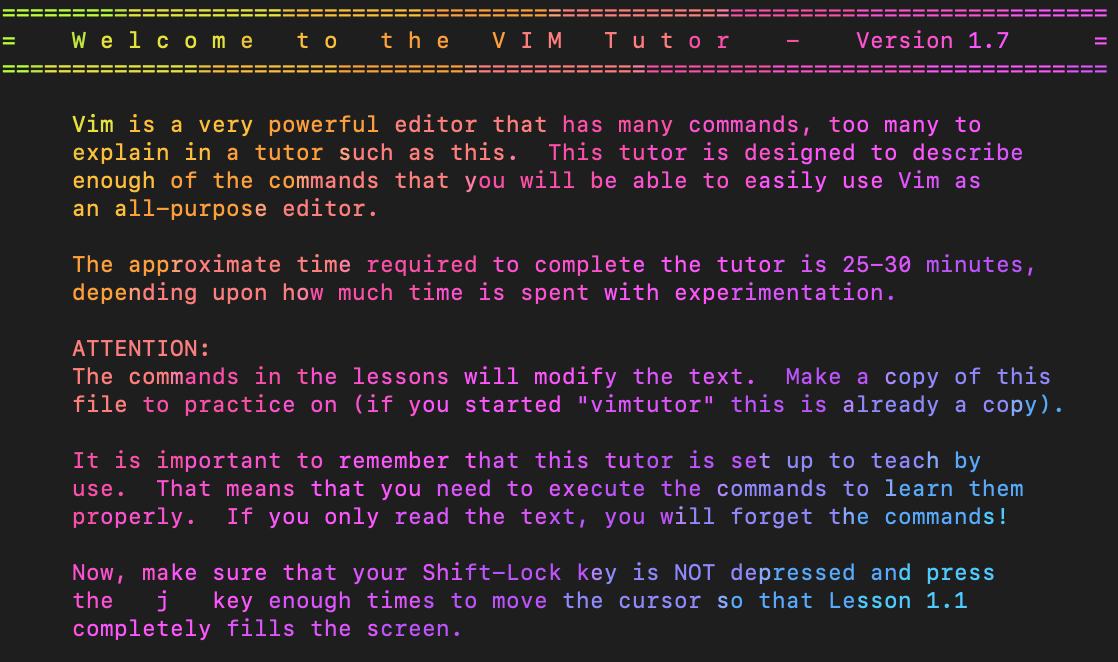 ===============================================================================
=    W e l c o m e   t o   t h e   V I M   T u t o r    -    Version 1.7      =
===============================================================================
Vim is a very powerful editor that has many commands, too many to
explain in a tutor such as this.  This tutor is designed to describe
enough of the commands that you will be able to easily use Vim as
an all-purpose editor.
The approximate time required to complete the tutor is 25-30 minutes,
depending upon how much time is spent with experimentation.
ATTENTION:
The commands in the lessons will modify the text.  Make a copy of this
file to practice on (if you started "vimtutor" this is already a copy).
It is important to remember that this tutor is set up to teach by
use.  That means that you need to execute the commands to learn them
properly.  If you only read the text, you will forget the commands!
Now, make sure that your Shift-Lock key is NOT depressed and press
the   j   key enough times to move the cursor so that Lesson 1.1
completely fills the screen.